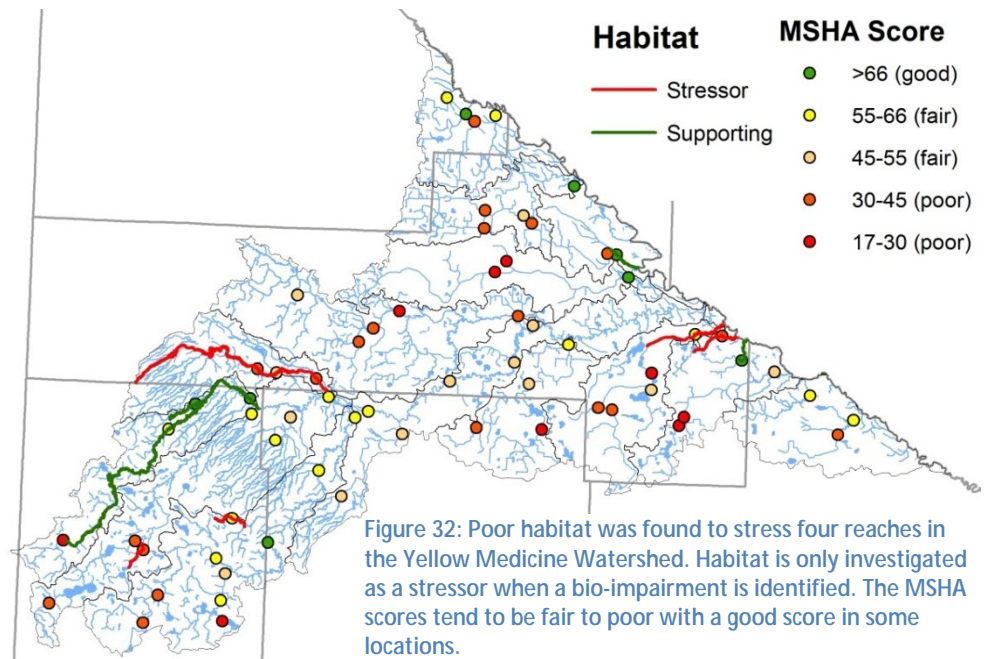 Habitat
Stressor
Supporting
MSHA Score
>66 (good)
55-66 (fair)
45-55 (fair)
30-45 (poor)
17-30 (poor)
Figure 32: Poor habitat was found to stress four reaches in
the Yellow Medicine Watershed. Habitat is only investigated
as a stressor when a bio-impairment is identified. The MSHA
scores tend to be fair to poor with a good score in some
locations.